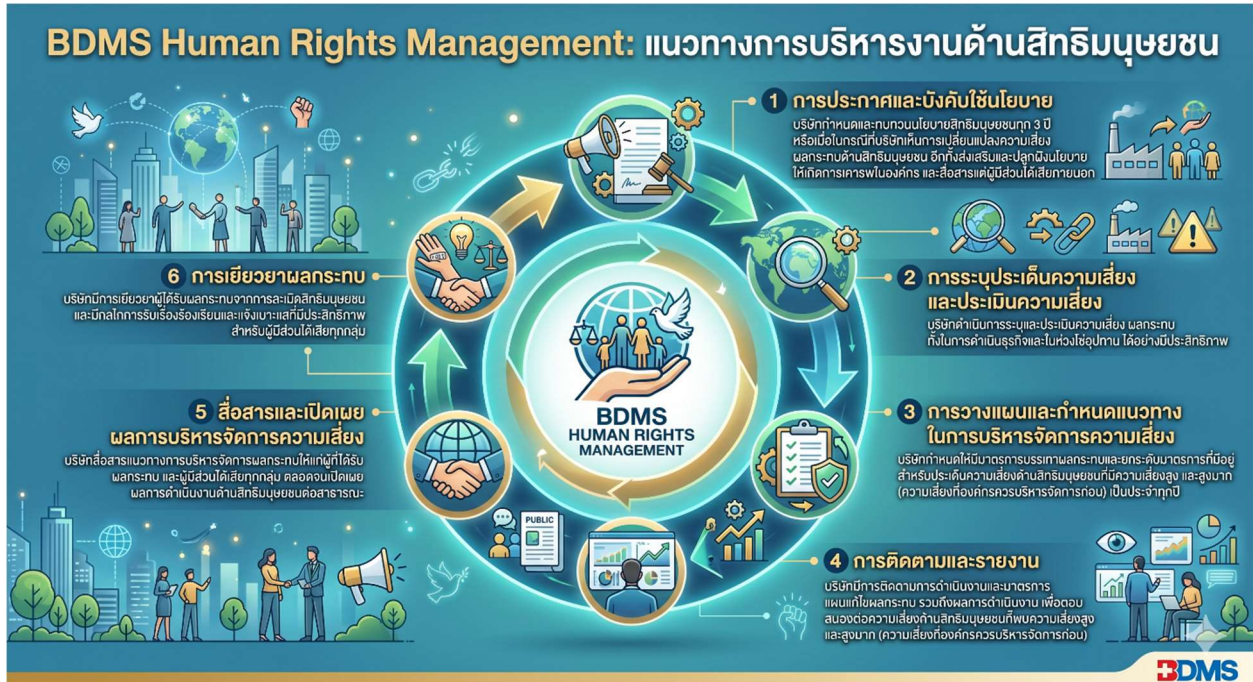 BDMS Human Rights Management: แนวทางการบริหารงานด้านสิทธิมนุษยชน
1 การประกาศและบังคับใช้นโยบาย
บริษัทกำหนดและทบทวนนโยบายสิทธิมนุษยชนทุก 3 ปี
หรือเมื่อในกรณีที่บริษัทเห็นการเปลี่ยนแปลงความเสี่ยง
ผลกระทบด้านสิทธิมนุษยชน อีกทั้งส่งเสริมและปลูกฝังนโยบาย
ให้เกิดการเคารพในองค์กร และสื่อสารแต่ผู้มีส่วนได้เสียภายนอก
2 การระบุประเด็นความเสี่ยง
และประเมินความเสี่ยง
บริษัทดำเนินการระบุและประเมินความเสี่ยง ผลกระทบ
ทั้งในการดำเนินธุรกิจและในห่วงโซ่อุปทาน ได้อย่างมีประสิทธิภาพ
3 การวางแผนและกำหนดแนวทาง
ในการบริหารจัดการความเสี่ยง
บริษัทกำหนดให้มีมาตรการบรรเทาผลกระทบและยกระดับมาตรการที่มีอยู่
สำหรับประเด็นความเสี่ยงด้านสิทธิมนุษยชนที่มีความเสี่ยงสูง และสูงมาก
(ความเสี่ยงที่องค์กรควรบริหารจัดการก่อน) เป็นประจำทุกปี
4 การติดตามและรายงาน
บริษัทมีการติดตามการดำเนินงานและมาตรการ
แผนแก้ไขผลกระทบ รวมถึงผลการดำเนินงาน เพื่อตอบ
สนองต่อความเสี่ยงด้านสิทธิมนุษยชนที่พบความเสี่ยงสูง
และสูงมาก (ความเสี่ยงที่องค์กรควรบริหารจัดการก่อน)
5 สื่อสารและเปิดเผย
ผลการบริหารจัดการความเสี่ยง
บริษัทสื่อสารแนวทางการบริหารจัดการผลกระทบให้แก่ผู้ที่ได้รับ
ผลกระทบ และผู้มีส่วนได้เสียทุกกลุ่ม ตลอดจนเปิดเผย
ผลการดำเนินงานด้านสิทธิมนุษยชนต่อสาธารณะ
6 การเยียวยาผลกระทบ
บริษัทมีการเยียวยาผู้ได้รับผลกระทบจากการละเมิดสิทธิมนุษยชน
และมีกลไกการรับเรื่องร้องเรียนและแจ้งเบาะแสที่มีประสิทธิภาพ
สำหรับผู้มีส่วนได้เสียทุกกลุ่ม
BDMS
HUMAN RIGHTS
MANAGEMENT
PUBLIC
BDMS